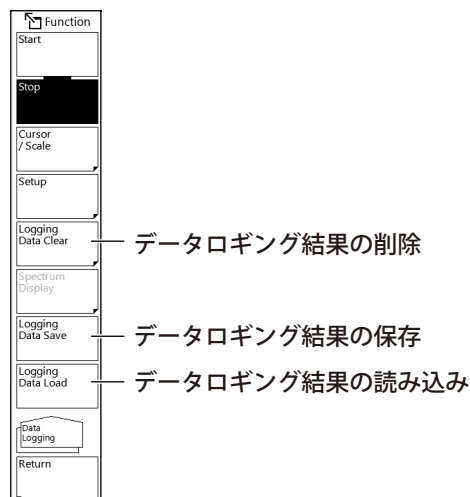 Function
Start
Stop
Cursor
/ Scale
Setup
Logging
Data Clear
データロギング結果の削除
Spectrum
Display
Logging
Data Save
データロギング結果の保存
Logging
Data Load
データロギング結果の読み込み
Data
Logging
Return